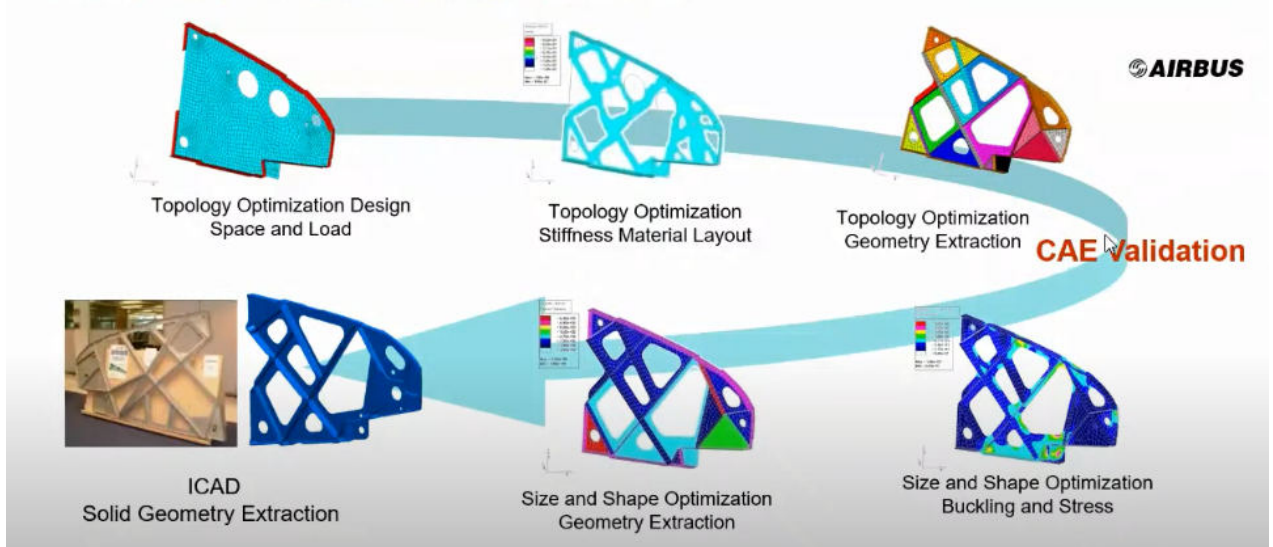 AIRBUS
Topology Optimization Design
Space and Load
Topology Optimization
Stiffness Material Layout
Topology Optimization
Geometry Extraction
CAE Validation
ICAD
Solid Geometry Extraction
Size and Shape Optimization
Geometry Extraction
Size and Shape Optimization
Buckling and Stress